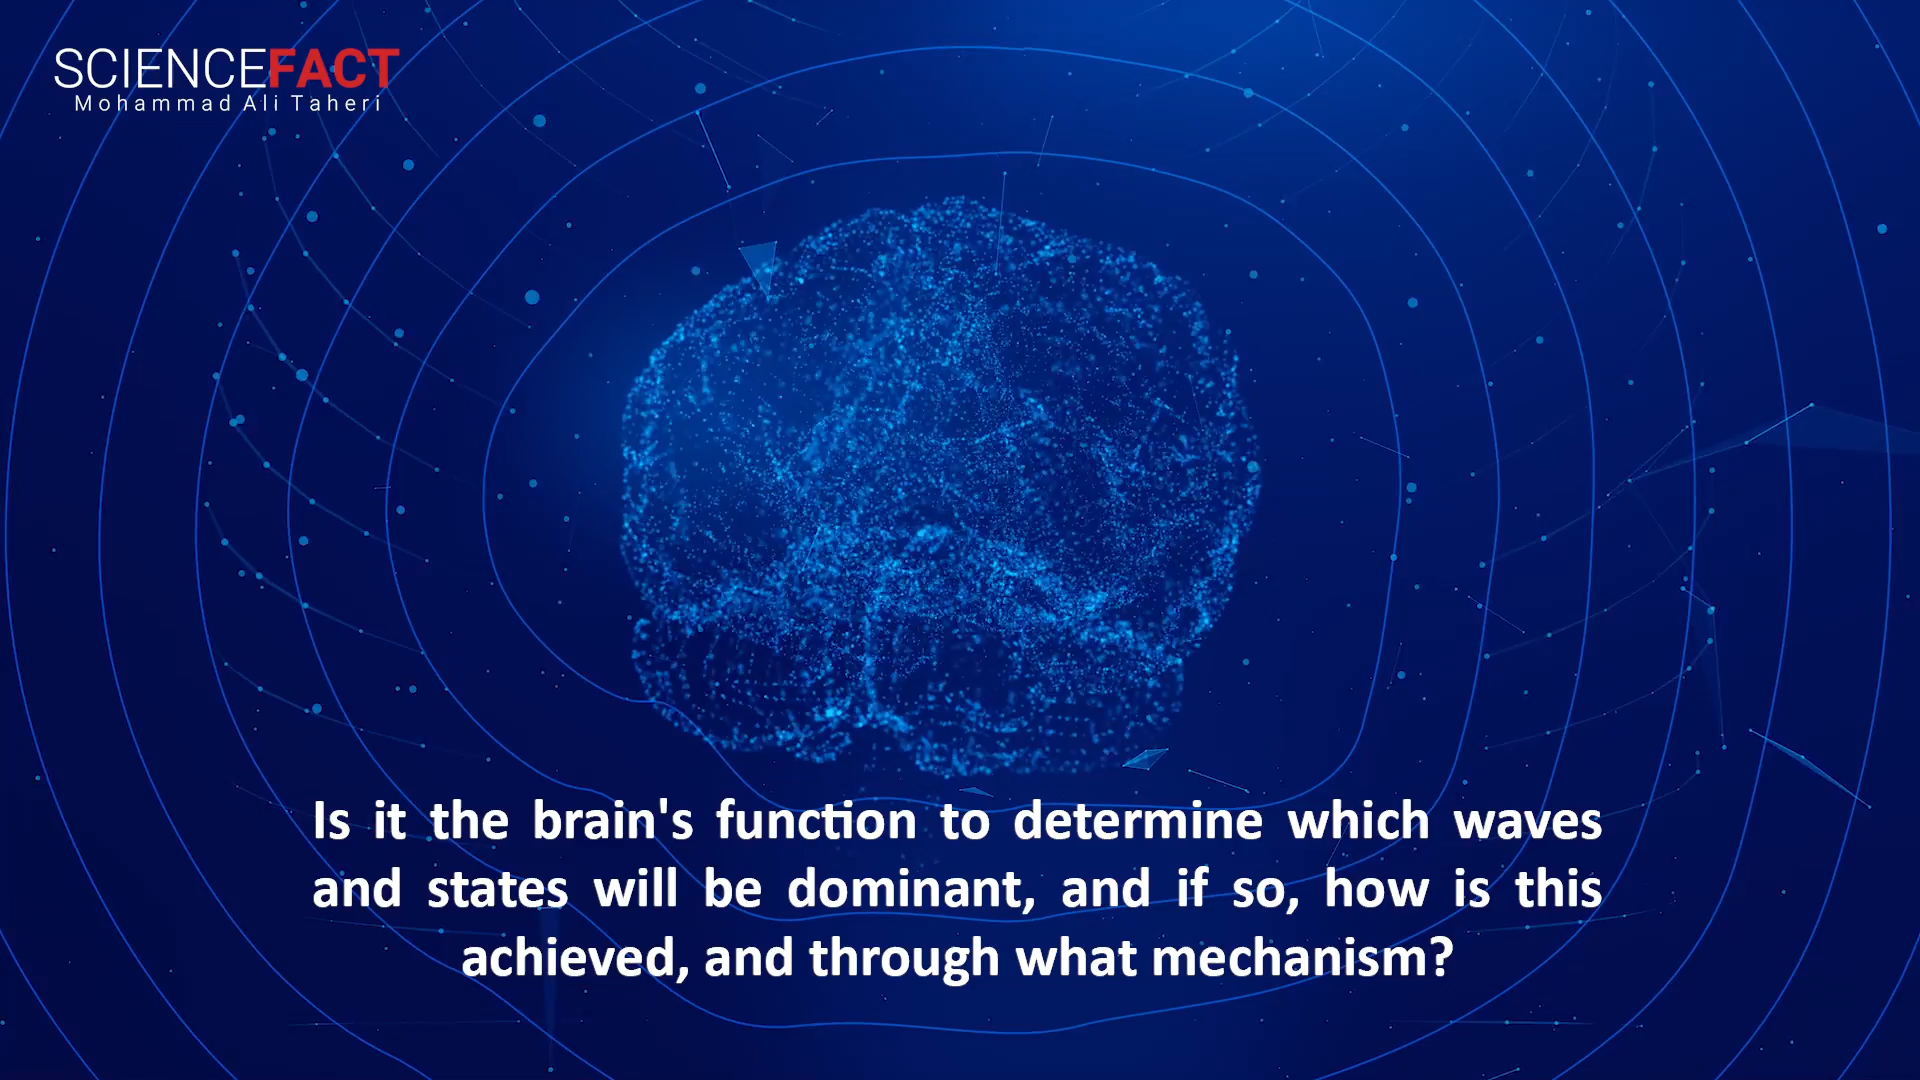 SCIENCEFACT
Mohammad Ali Taheri
Is it the brain's function to determine which waves
and states will be dominant, and if so, how is this
achieved, and through what mechanism?